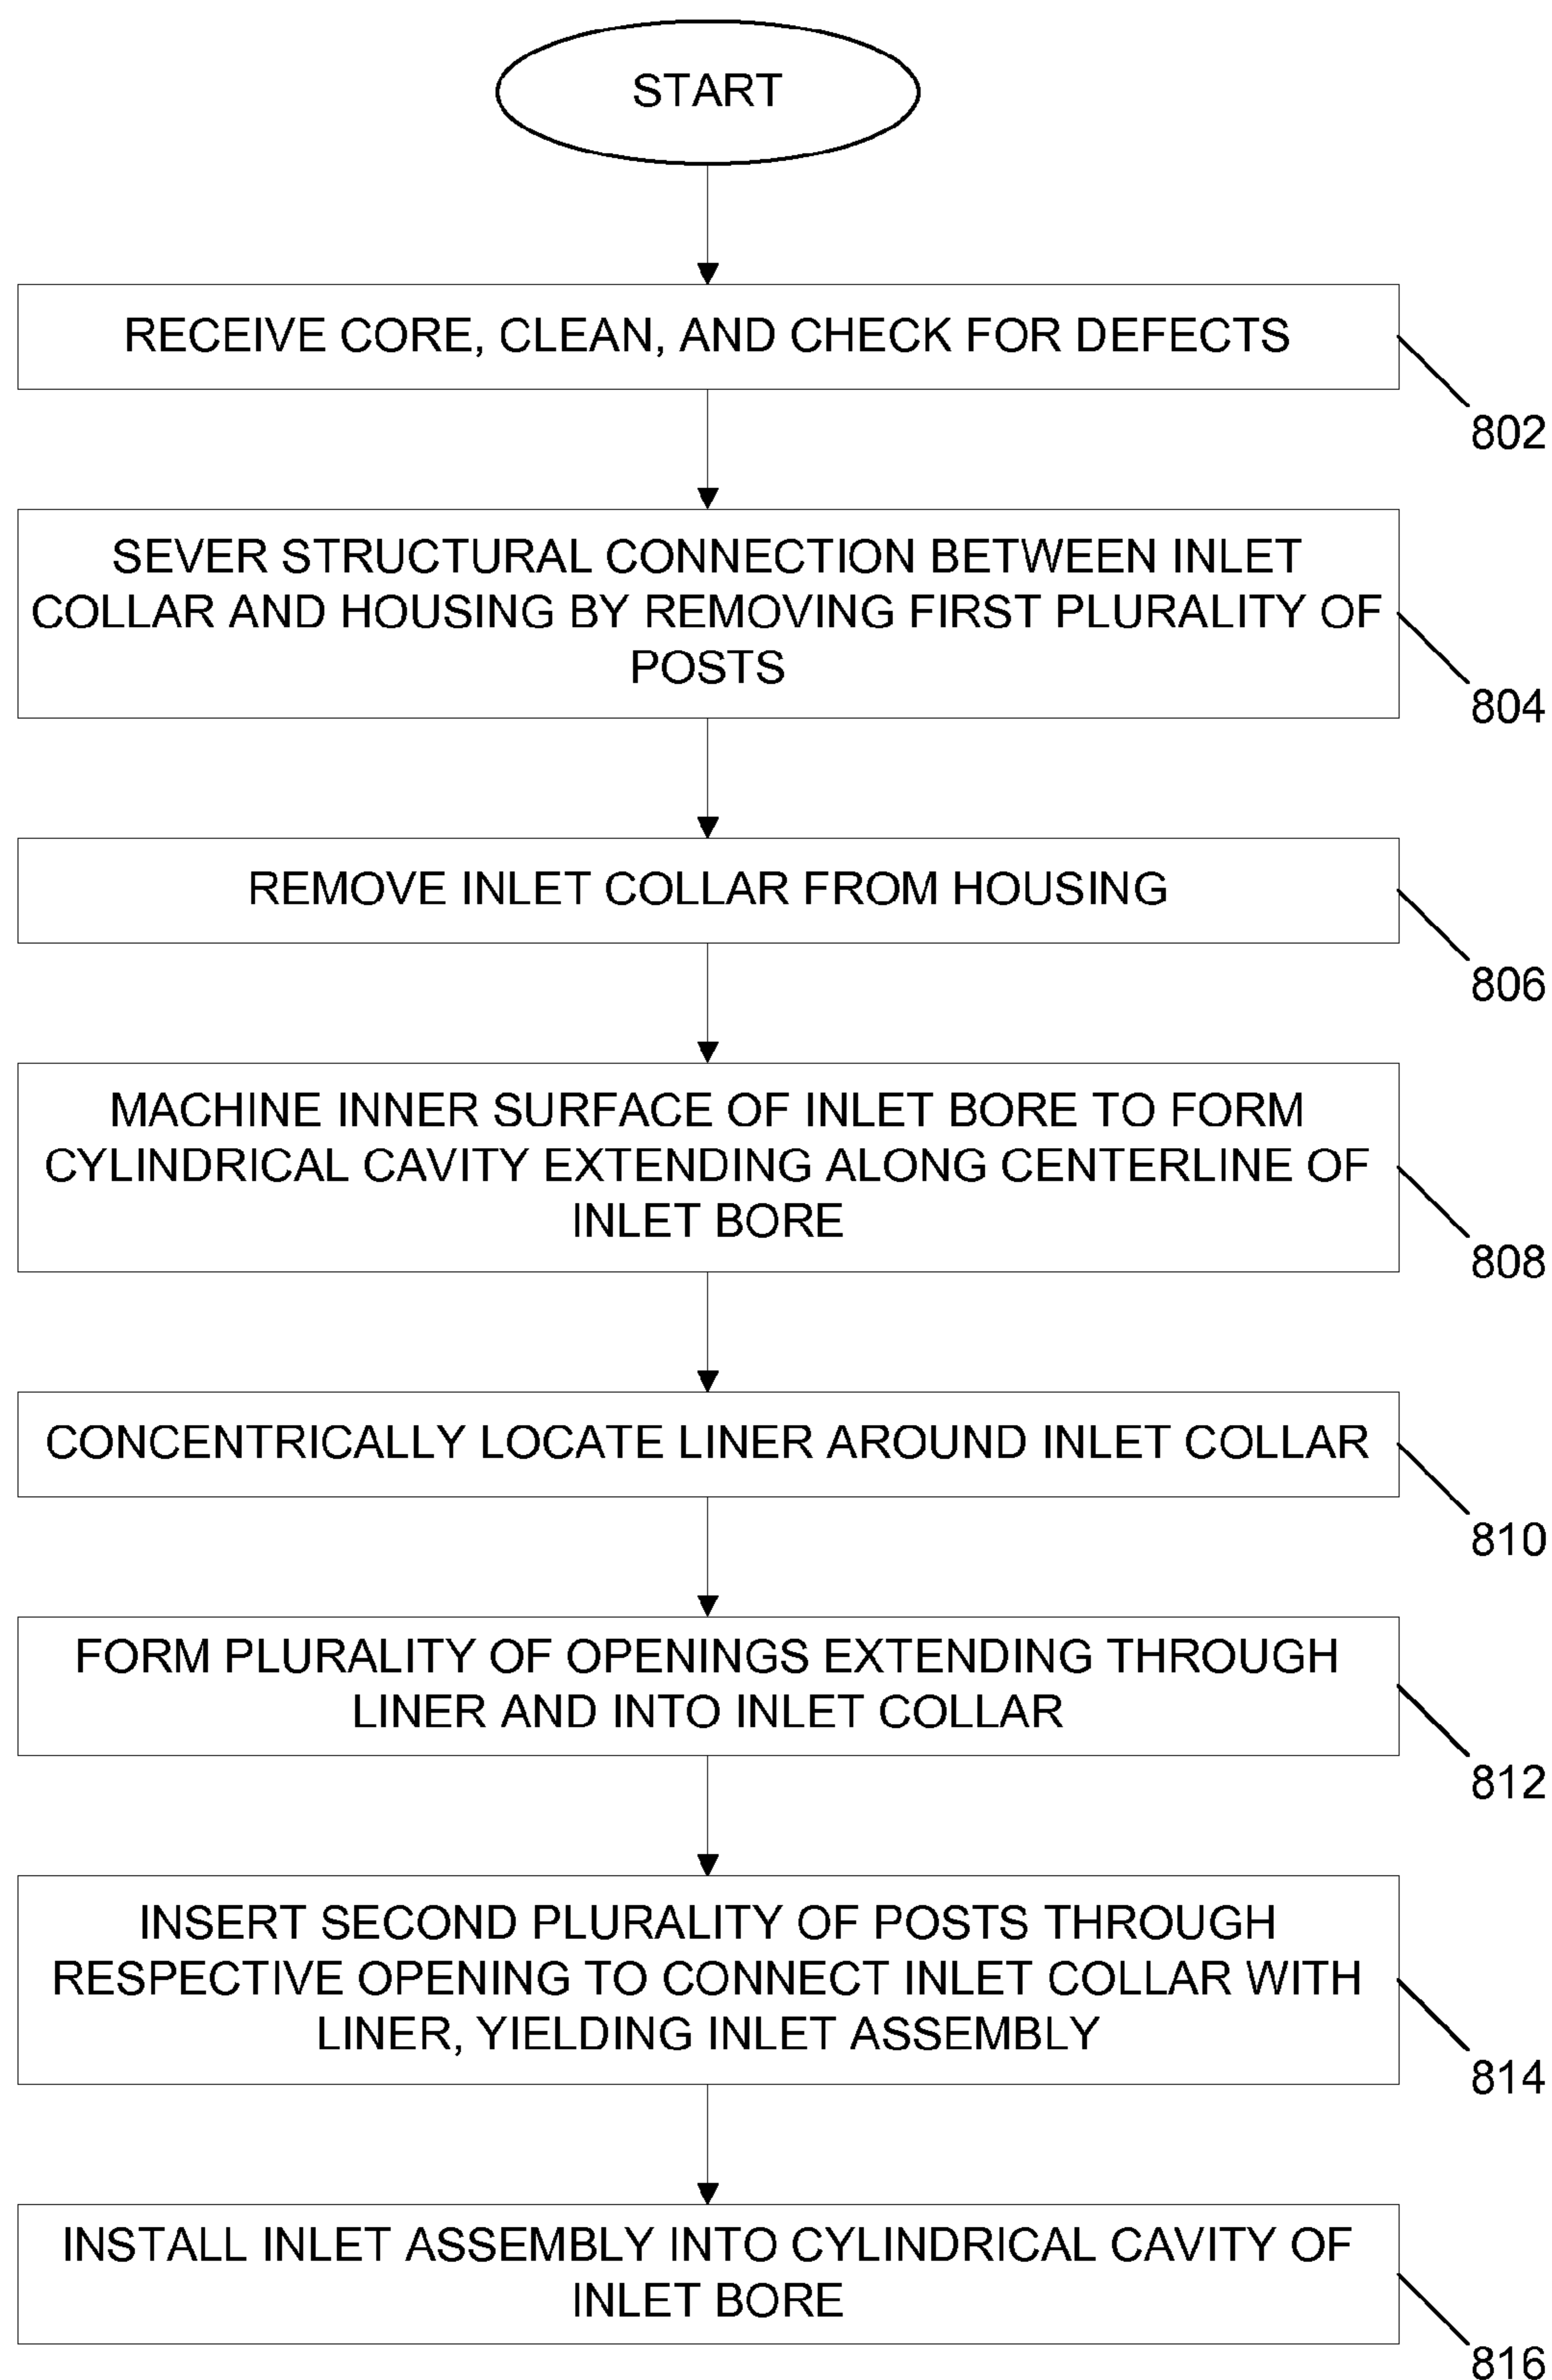 START
RECEIVE CORE, CLEAN, AND CHECK FOR DEFECTS
802
SEVER STRUCTURAL CONNECTION BETWEEN INLET
COLLAR AND HOUSING BY REMOVING FIRST PLURALITY OF
POSTS
804
REMOVE INLET COLLAR FROM HOUSING
806
MACHINE INNER SURFACE OF INLET BORE TO FORM
CYLINDRICAL CAVITY EXTENDING ALONG CENTERLINE OF
INLET BORE
808
CONCENTRICALLY LOCATE LINER AROUND INLET COLLAR
810
FORM PLURALITY OF OPENINGS EXTENDING THROUGH
LINER AND INTO INLET COLLAR
812
INSERT SECOND PLURALITY OF POSTS THROUGH
RESPECTIVE OPENING TO CONNECT INLET COLLAR WITH
LINER, YIELDING INLET ASSEMBLY
814
INSTALL INLET ASSEMBLY INTO CYLINDRICAL CAVITY OF
INLET BORE
816